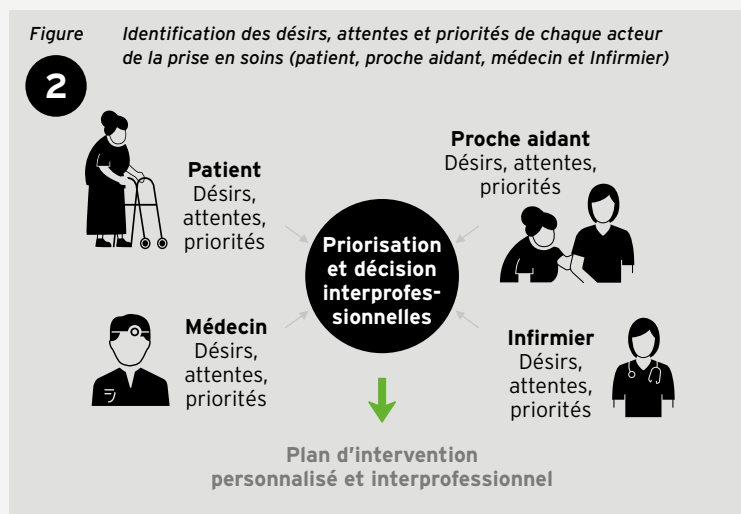 Figure
2
Identification des désirs, attentes et priorités de chaque acteur
de la prise en soins (patient, proche aidant, médecin et Infirmier)
Patient
Désirs,
attentes,
priorités
Proche aidant
Désirs, attentes,
priorités
Priorisation
et décision
interprofes-
sionnelles
Médecin
Désirs,
attentes,
priorités
Infirmier
Désirs,
attentes,
priorités
Plan d’intervention
personnalisé et interprofessionnel